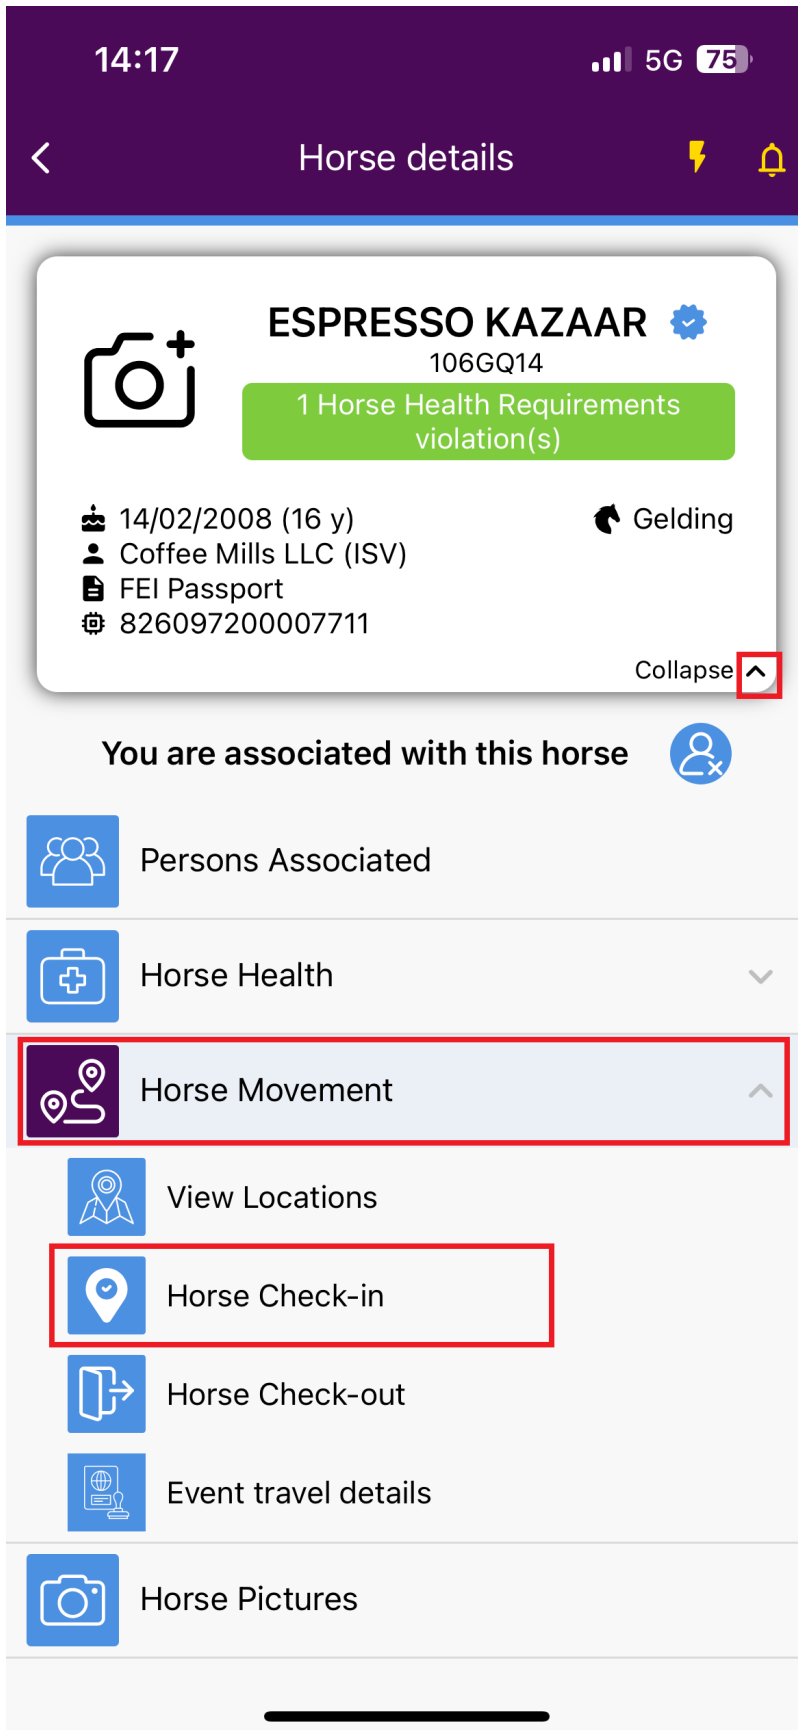 14:17
5G 75
Horse details
ESPRESSO KAZAAR
106GQ14
1 Horse Health Requirements
violation(s)
14/02/2008 (16 y)
Gelding
Coffee Mills LLC (ISV)
FEI Passport
826097200007711
Collapse
You are associated with this horse
Persons Associated
Horse Health
Horse Movement
View Locations
Horse Check-in
Horse Check-out
Event travel details
Horse Pictures